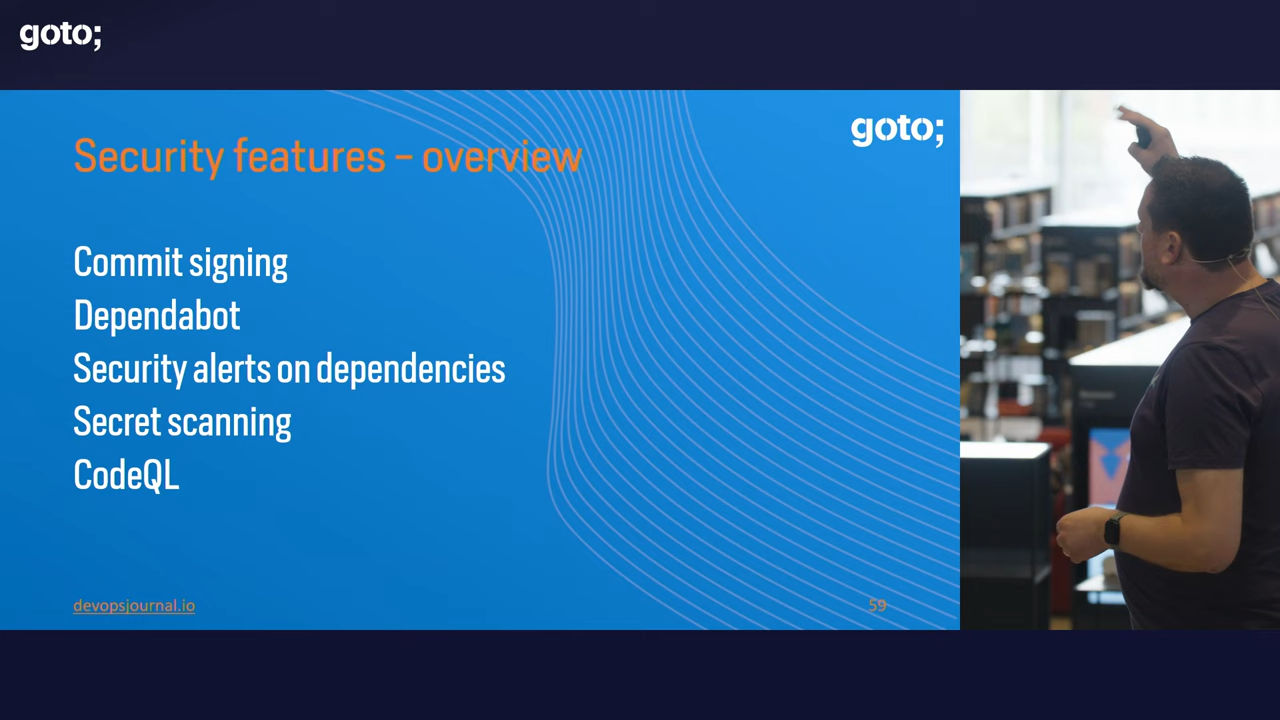 goto;
goto;
Security features – overview
Commit signing
Dependabot
Security alerts on dependencies
Secret scanning
CodeQL
devopsjournal.io
59